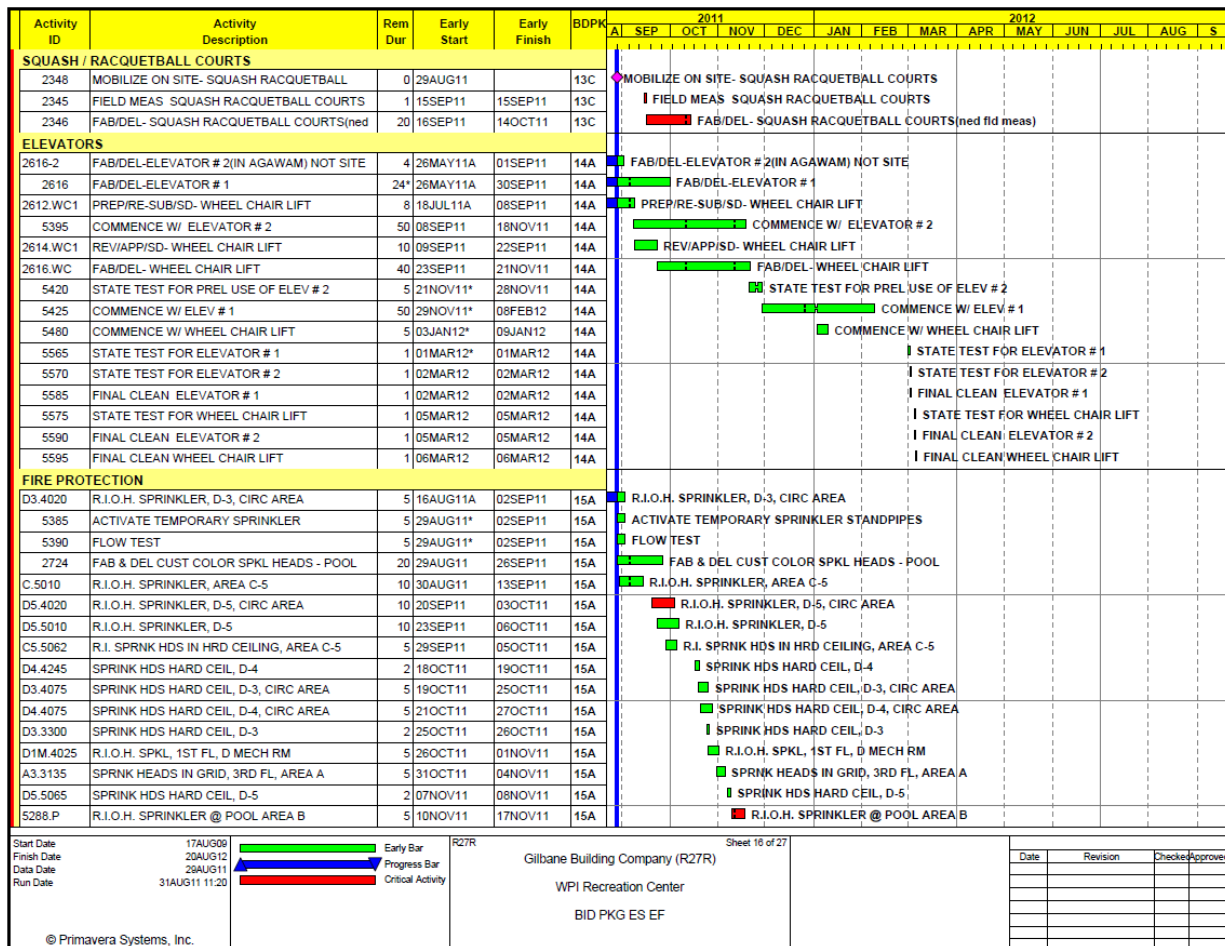 Activity ID Activity Description Rem Dur Early Start Early Finish BDPK 2011 2012
A SEP OCT NOV DEC JAN FEB MAR APR MAY JUN JUL AUG S
SQUASH / RACQUETBALL COURTS
2348 MOBILIZE ON SITE- SQUASH RACQUETBALL 0 29AUG11 13C MOBILIZE ON SITE- SQUASH RACQUETBALL COURTS
2345 FIELD MEAS SQUASH RACQUETBALL COURTS 1 15SEP11 15SEP11 13C FIELD MEAS SQUASH RACQUETBALL COURTS
2346 FAB/DEL- SQUASH RACQUETBALL COURTS(ned 20 16SEP11 14OCT11 13C FAB/DEL- SQUASH RACQUETBALL COURTS(ned fld meas)
ELEVATORS
2616-2 FAB/DEL-ELEVATOR # 2(IN AGAWAM) NOT SITE 4 26MAY11A 01SEP11 14A FAB/DEL-ELEVATOR # 2(IN AGAWAM) NOT SITE
2616 FAB/DEL-ELEVATOR # 1 24* 26MAY11A 30SEP11 14A FAB/DEL-ELEVATOR # 1
2612.WC1 PREP/RE-SUB/SD- WHEEL CHAIR LIFT 8 18JUL11A 08SEP11 14A PREP/RE-SUB/SD- WHEEL CHAIR LIFT
5395 COMMENCE W/ ELEVATOR # 2 50 08SEP11 18NOV11 14A COMMENCE W/ ELEVATOR # 2
2614.WC1 REV/APP/SD- WHEEL CHAIR LIFT 10 09SEP11 22SEP11 14A REV/APP/SD- WHEEL CHAIR LIFT
2616.WC FAB/DEL- WHEEL CHAIR LIFT 40 23SEP11 21NOV11 14A FAB/DEL- WHEEL CHAIR LIFT
5420 STATE TEST FOR PREL USE OF ELEV # 2 5 21NOV11* 28NOV11 14A STATE TEST FOR PREL USE OF ELEV # 2
5425 COMMENCE W/ ELEV # 1 50 29NOV11* 08FEB12 14A COMMENCE W/ ELEV # 1
5480 COMMENCE W/ WHEEL CHAIR LIFT 5 03JAN12* 09JAN12 14A COMMENCE W/ WHEEL CHAIR LIFT
5565 STATE TEST FOR ELEVATOR # 1 1 01MAR12* 01MAR12 14A STATE TEST FOR ELEVATOR # 1
5570 STATE TEST FOR ELEVATOR # 2 1 02MAR12 02MAR12 14A STATE TEST FOR ELEVATOR # 2
5585 FINAL CLEAN ELEVATOR # 1 1 02MAR12 02MAR12 14A FINAL CLEAN ELEVATOR # 1
5575 STATE TEST FOR WHEEL CHAIR LIFT 1 05MAR12 05MAR12 14A STATE TEST FOR WHEEL CHAIR LIFT
5590 FINAL CLEAN ELEVATOR # 2 1 05MAR12 05MAR12 14A FINAL CLEAN ELEVATOR # 2
5595 FINAL CLEAN WHEEL CHAIR LIFT 1 06MAR12 06MAR12 14A FINAL CLEAN WHEEL CHAIR LIFT
FIRE PROTECTION
D3.4020 R.I.O.H. SPRINKLER, D-3, CIRC AREA 5 16AUG11A 02SEP11 15A R.I.O.H. SPRINKLER, D-3, CIRC AREA
5385 ACTIVATE TEMPORARY SPRINKLER 5 29AUG11* 02SEP11 15A ACTIVATE TEMPORARY SPRINKLER STANDPIPES
5390 FLOW TEST 5 29AUG11* 02SEP11 15A FLOW TEST
2724 FAB & DEL CUST COLOR SPKL HEADS - POOL 20 29AUG11 26SEP11 15A FAB & DEL CUST COLOR SPKL HEADS - POOL
C.5010 R.I.O.H. SPRINKLER, AREA C-5 10 30AUG11 13SEP11 15A R.I.O.H. SPRINKLER, AREA C-5
D5.4020 R.I.O.H. SPRINKLER, D-5, CIRC AREA 10 20SEP11 03OCT11 15A R.I.O.H. SPRINKLER, D-5, CIRC AREA
D5.5010 R.I.O.H. SPRINKLER, D-5 10 23SEP11 06OCT11 15A R.I.O.H. SPRINKLER, D-5
C5.5062 R.I. SPRNK HDS IN HRD CEILING, AREA C-5 5 29SEP11 05OCT11 15A R.I. SPRNK HDS IN HRD CEILING, AREA C-5
D4.4245 SPRINK HDS HARD CEIL, D-4 2 18OCT11 19OCT11 15A SPRINK HDS HARD CEIL, D-4
D3.4075 SPRINK HDS HARD CEIL, D-3, CIRC AREA 5 19OCT11 25OCT11 15A SPRINK HDS HARD CEIL, D-3, CIRC AREA
D4.4075 SPRINK HDS HARD CEIL, D-4, CIRC AREA 5 21OCT11 27OCT11 15A SPRINK HDS HARD CEIL, D-4, CIRC AREA
D3.3300 SPRINK HDS HARD CEIL, D-3 2 25OCT11 26OCT11 15A SPRINK HDS HARD CEIL, D-3
D1M.4025 R.I.O.H. SPKL, 1ST FL, D MECH RM 5 26OCT11 01NOV11 15A R.I.O.H. SPKL, 1ST FL, D MECH RM
A3.3135 SPRNK HEADS IN GRID, 3RD FL, AREA A 5 31OCT11 04NOV11 15A SPRNK HEADS IN GRID, 3RD FL, AREA A
D5.5065 SPRINK HDS HARD CEIL, D-5 2 07NOV11 08NOV11 15A SPRINK HDS HARD CEIL, D-5
5288.P R.I.O.H. SPRINKLER @ POOL AREA B 5 10NOV11 17NOV11 15A R.I.O.H. SPRINKLER @ POOL AREA B
Start Date 17AUG09
Finish Date 20AUG12
Data Date 29AUG11
Run Date 31AUG11 11:20
© Primavera Systems, Inc.
Early Bar
Progress Bar
Critical Activity
R27R Sheet 16 of 27
Gilbane Building Company (R27R)
WPI Recreation Center
BID PKG ES EF
Date Revision Checked Approved